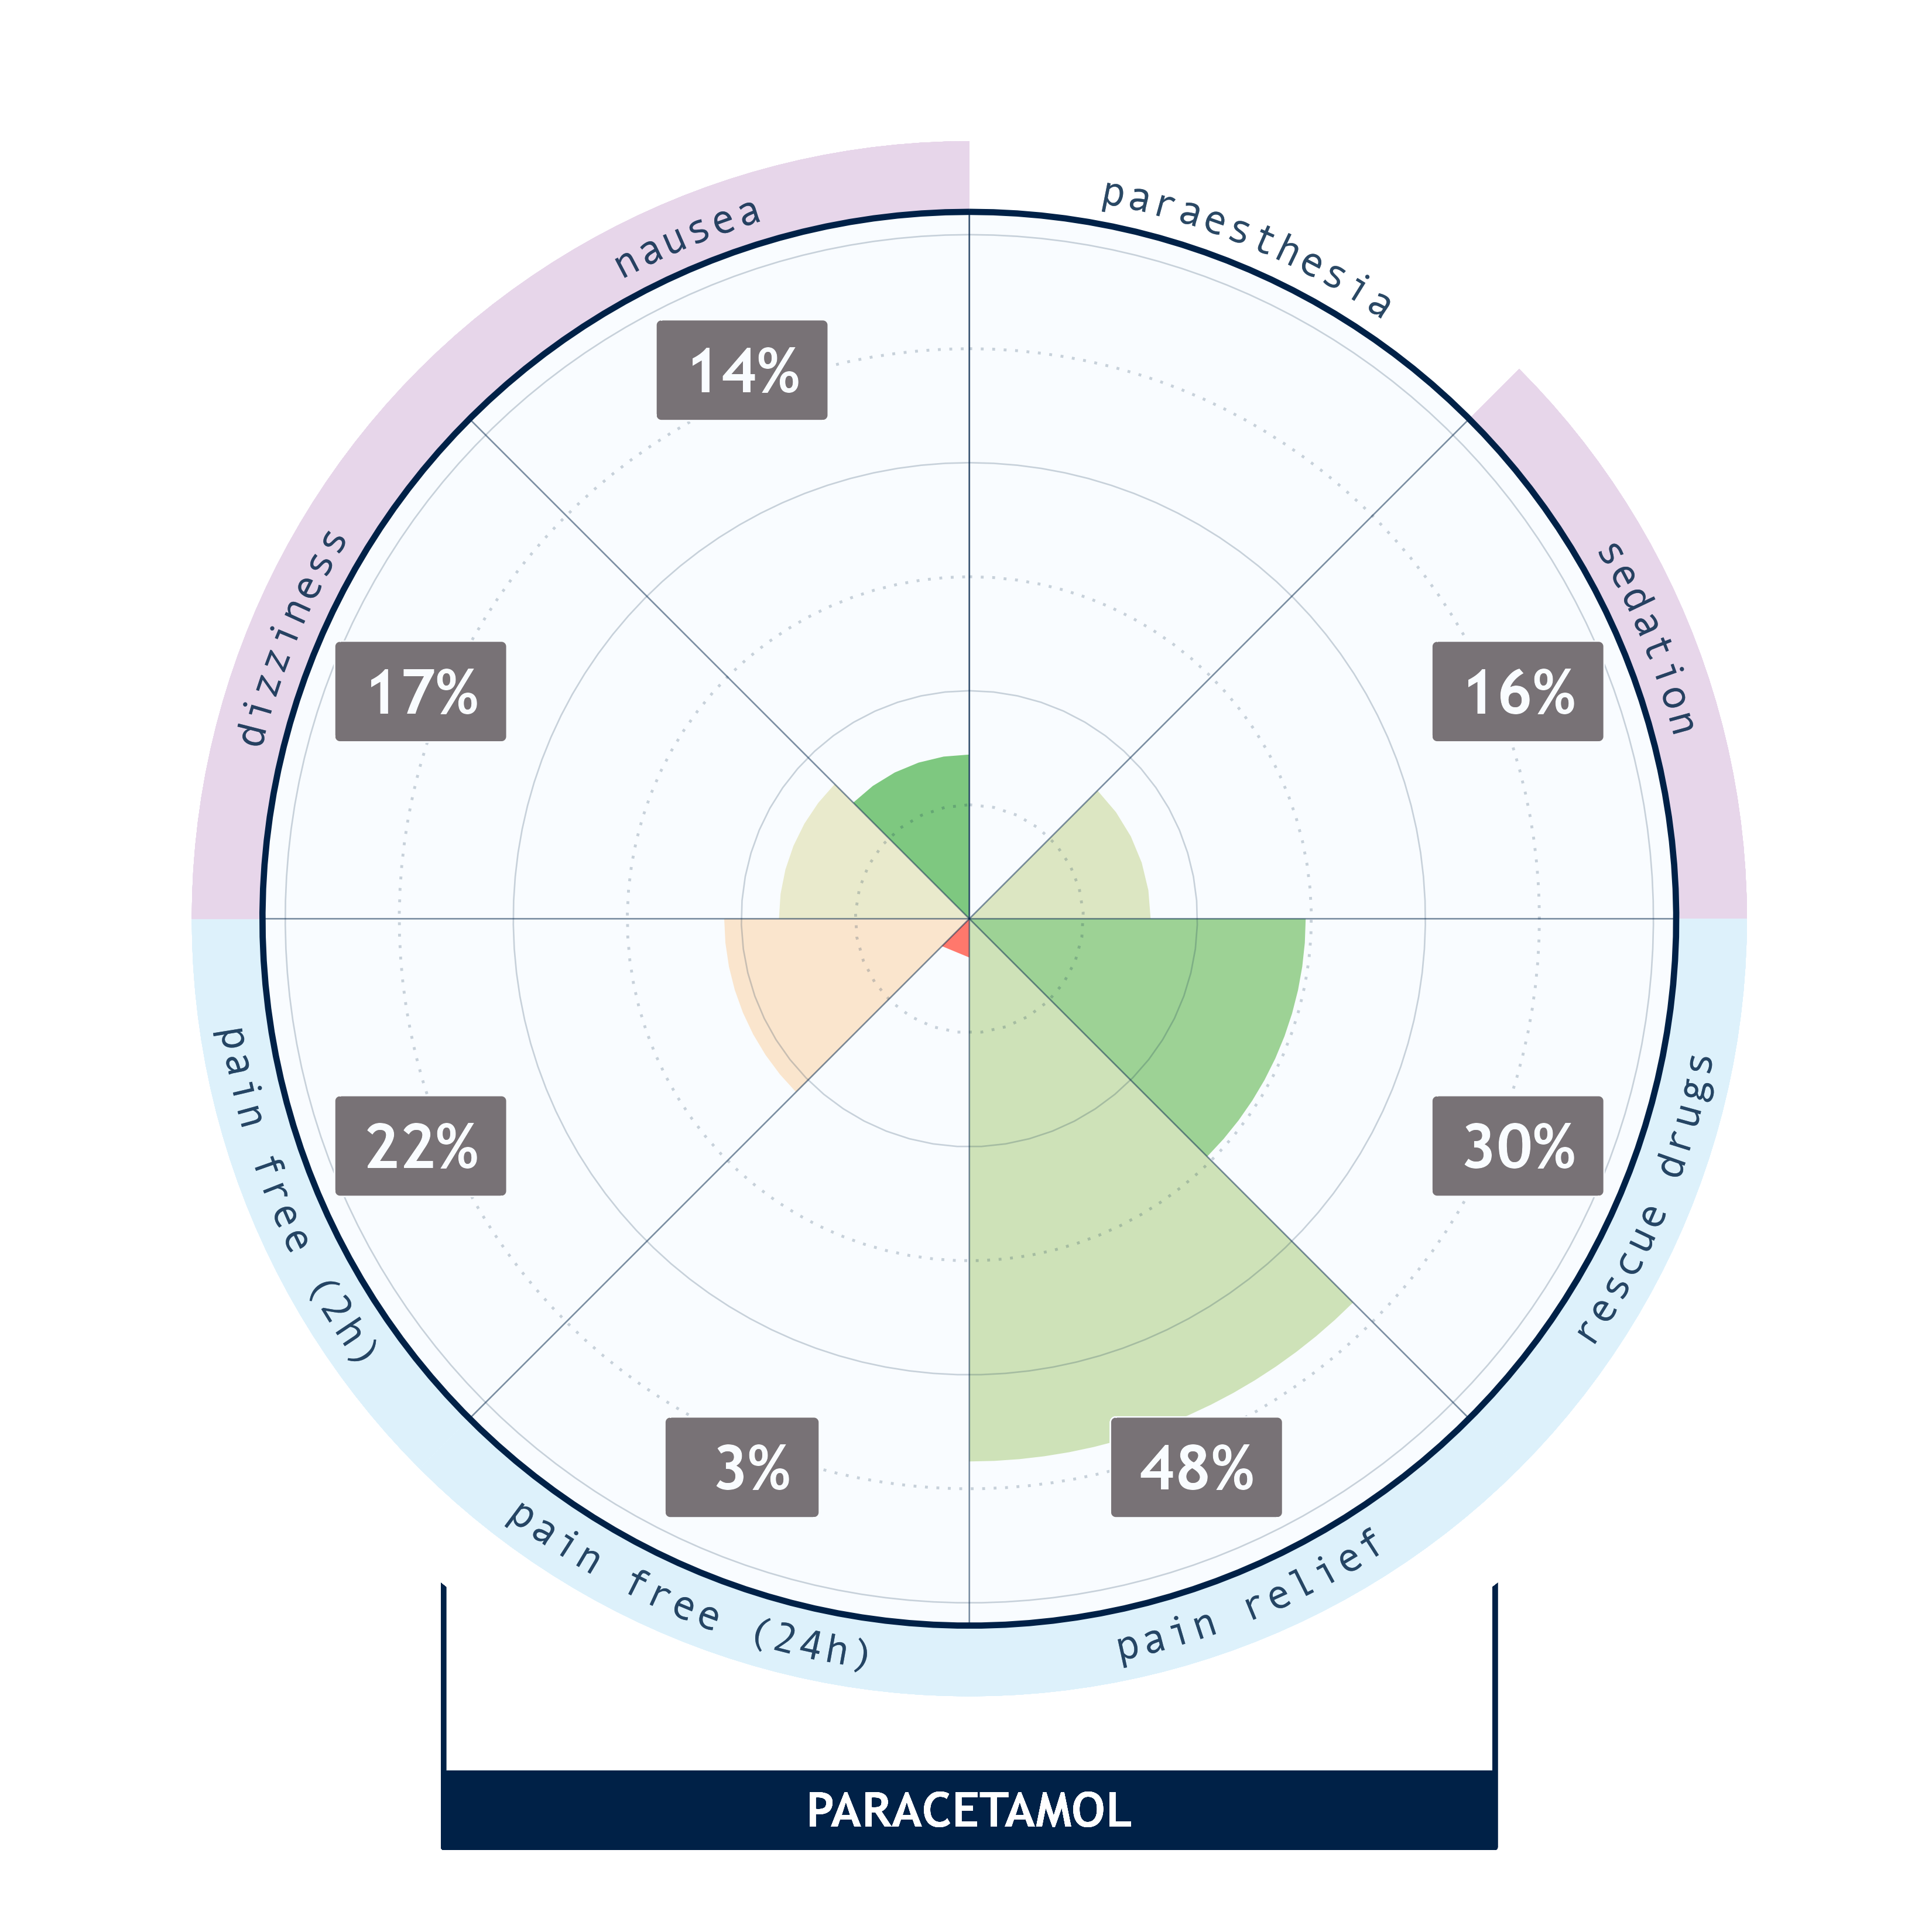 nausea
paraesthesia
14%
dizziness
sedation
17%
16%
pain free (2h)
rescue drugs
22%
30%
3%
48%
pain free (24h)
pain relief
PARACETAMOL